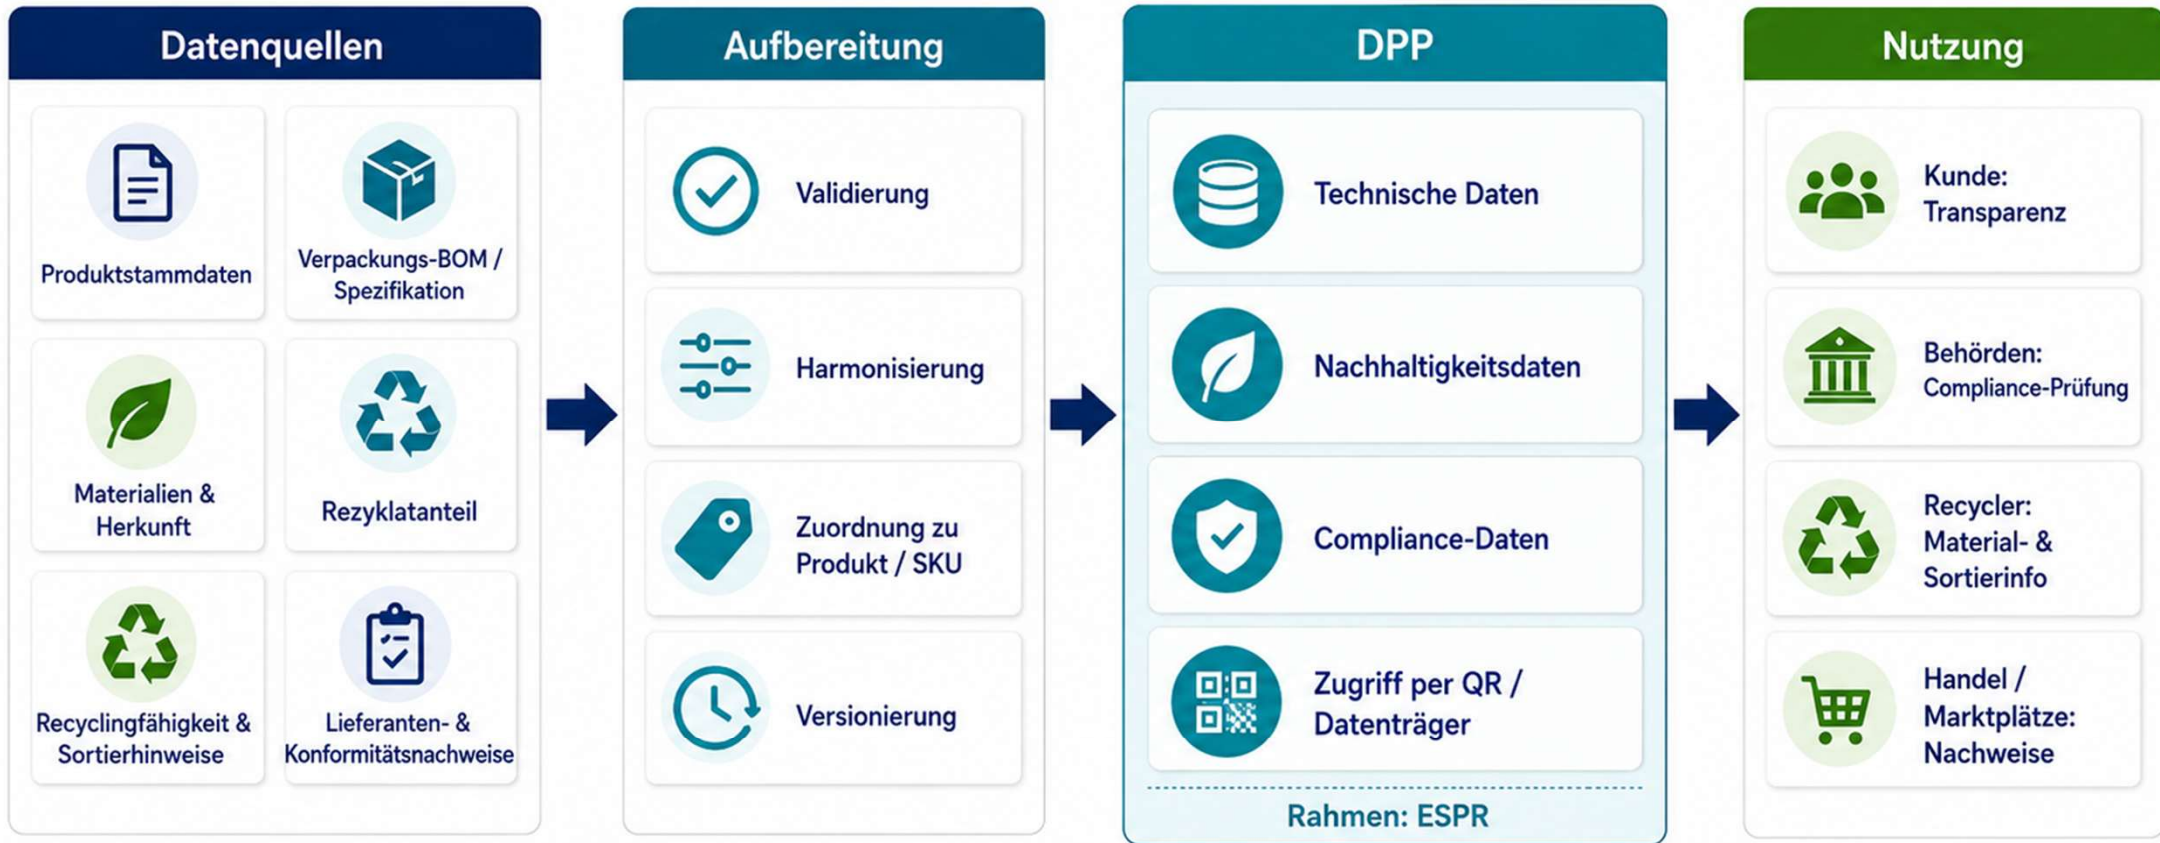 Datenquellen
Produktstammdaten
Verpackungs-BOM /
Spezifikation
Materialien &
Herkunft
Rezyklatanteil
Recyclingfähigkeit &
Sortierhinweise
Lieferanten- &
Konformitätsnachweise
Aufbereitung
Validierung
Harmonisierung
Zuordnung zu
Produkt / SKU
Versionierung
DPP
Technische Daten
Nachhaltigkeitsdaten
Compliance-Daten
Zugriff per QR /
Datenträger
Rahmen: ESPR
Nutzung
Kunde:
Transparenz
Behörden:
Compliance-Prüfung
Recycler:
Material- &
Sortierinfo
Handel /
Marktplätze:
Nachweise